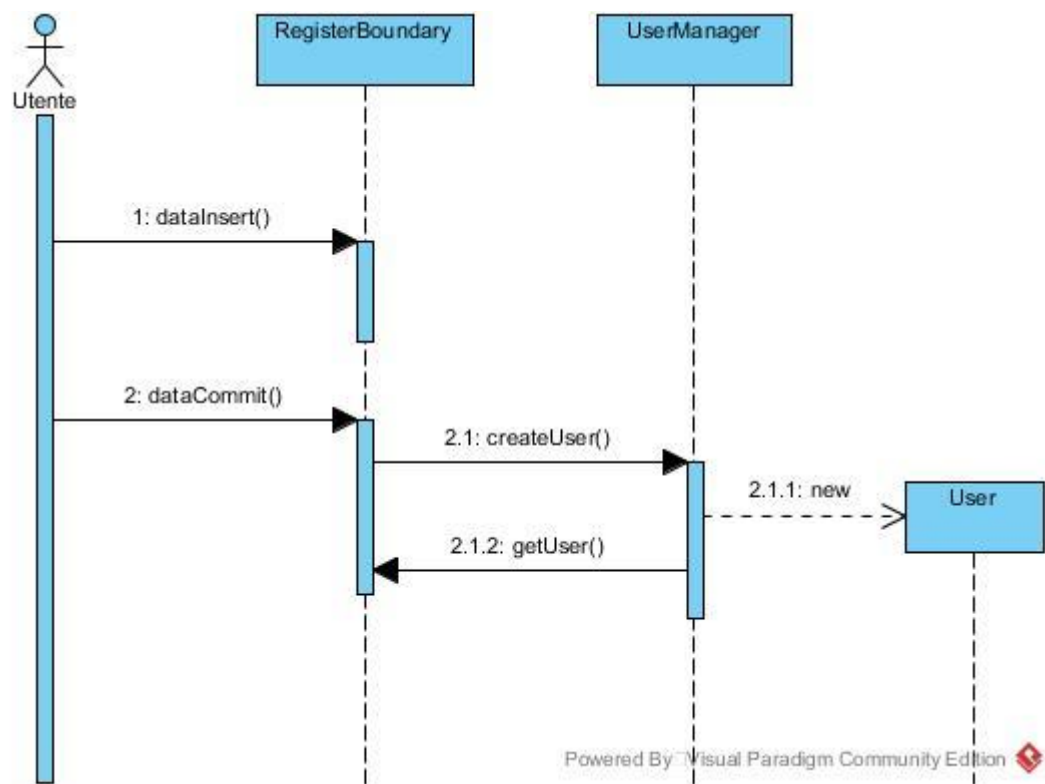 RegisterBoundary
UserManager
Utente
1: dataInsert()
2: dataCommit()
2.1: createUser()
2.1.1: new
User
2.1.2: getUser()
Powered By Visual Paradigm Community Edition